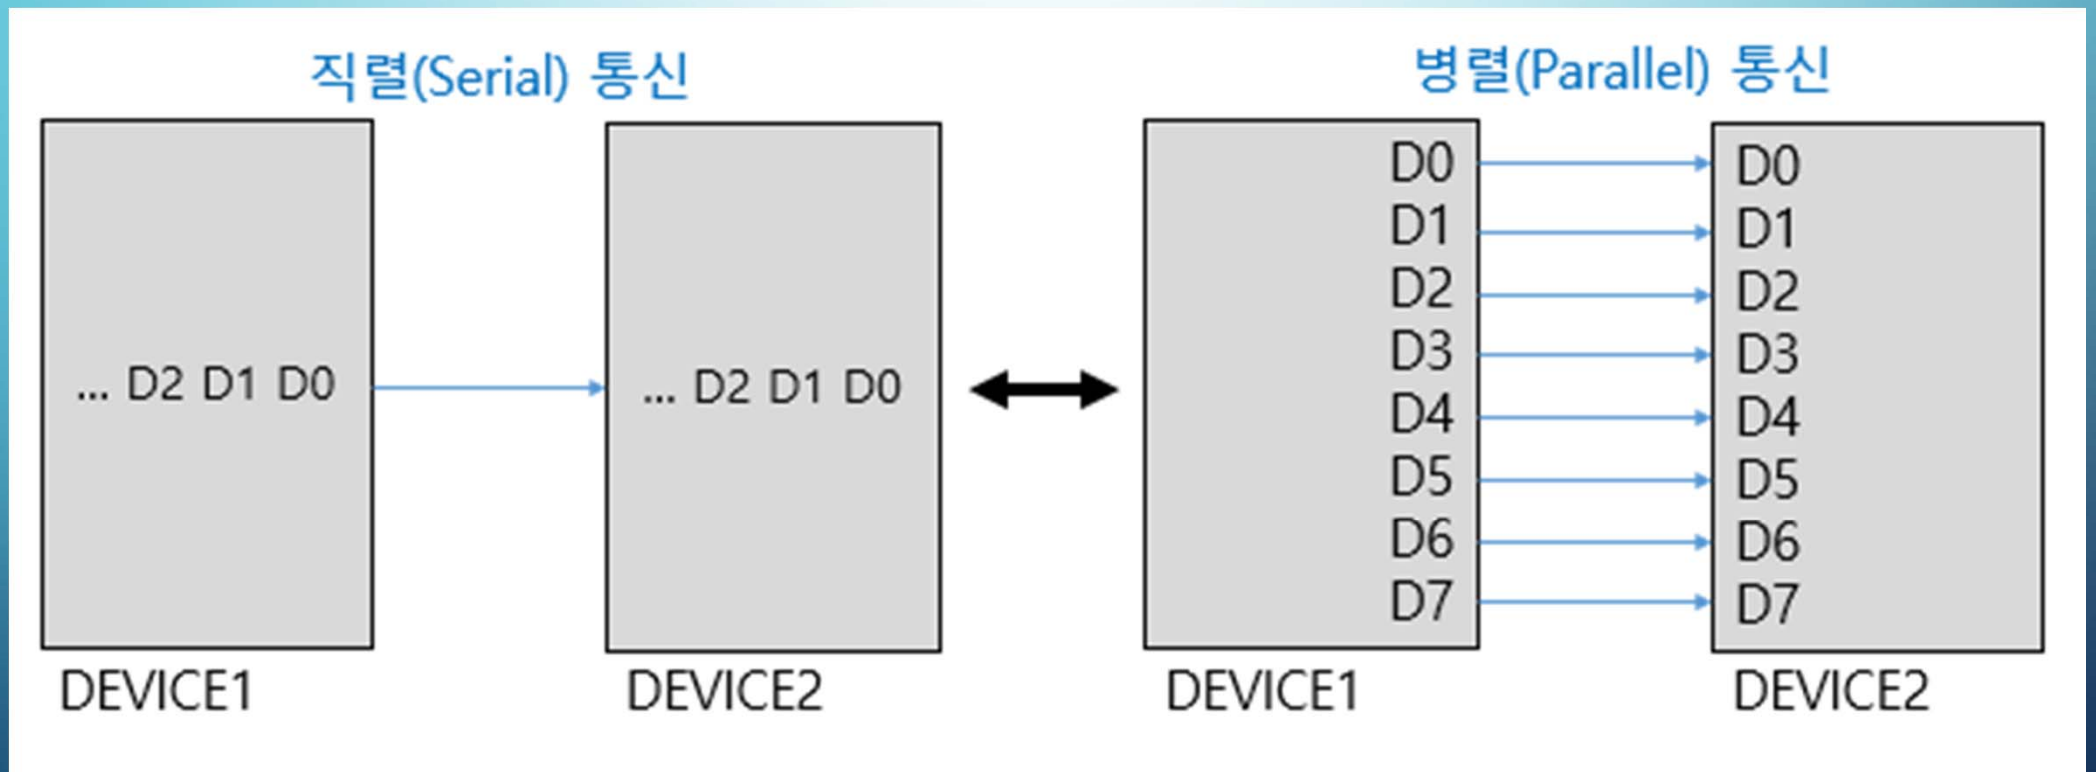 직렬(Serial) 통신
... D2 D1 D0
... D2 D1 D0
DEVICE1
DEVICE2
병렬(Parallel) 통신
D0
D1
D2
D3
D4
D5
D6
D7
D0
D1
D2
D3
D4
D5
D6
D7
DEVICE1
DEVICE2